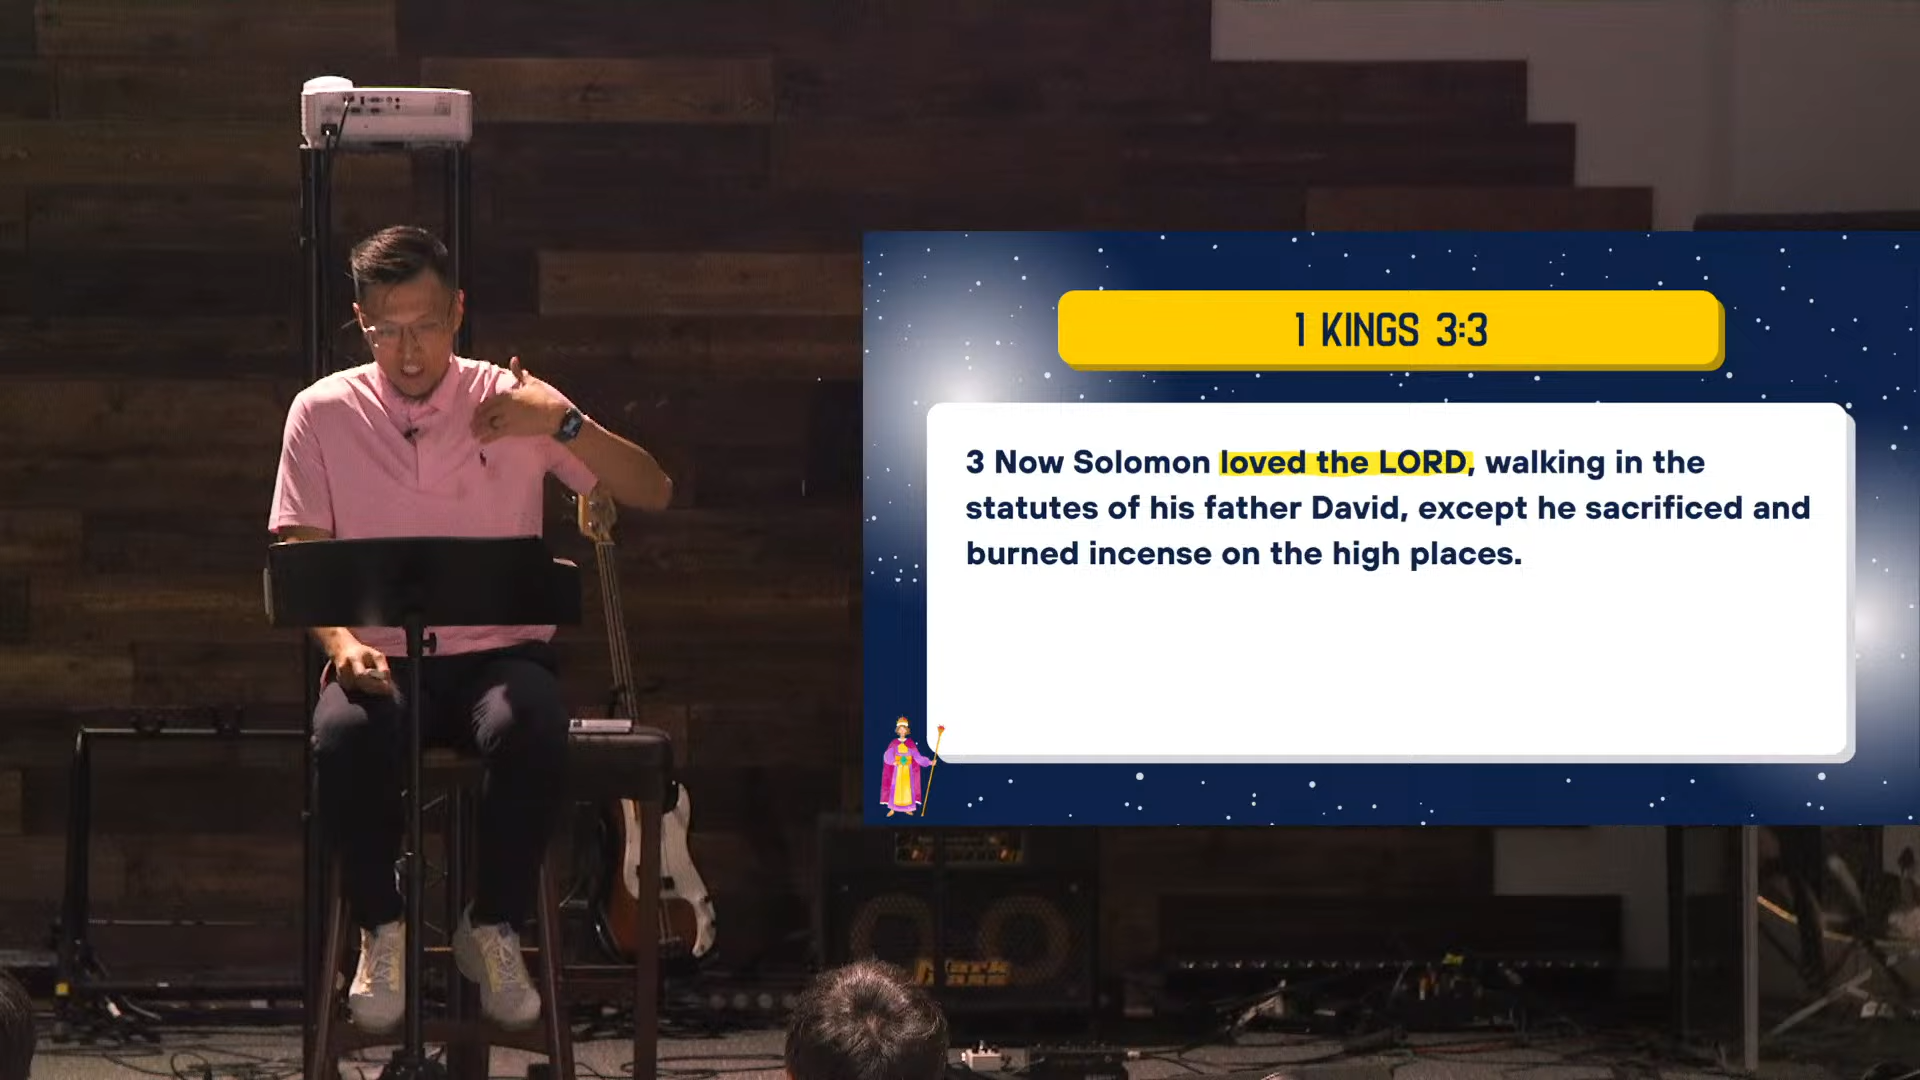 1 KINGS 3:3
3 Now Solomon loved the LORD, walking in the
statutes of his father David, except he sacrificed and
burned incense on the high places.